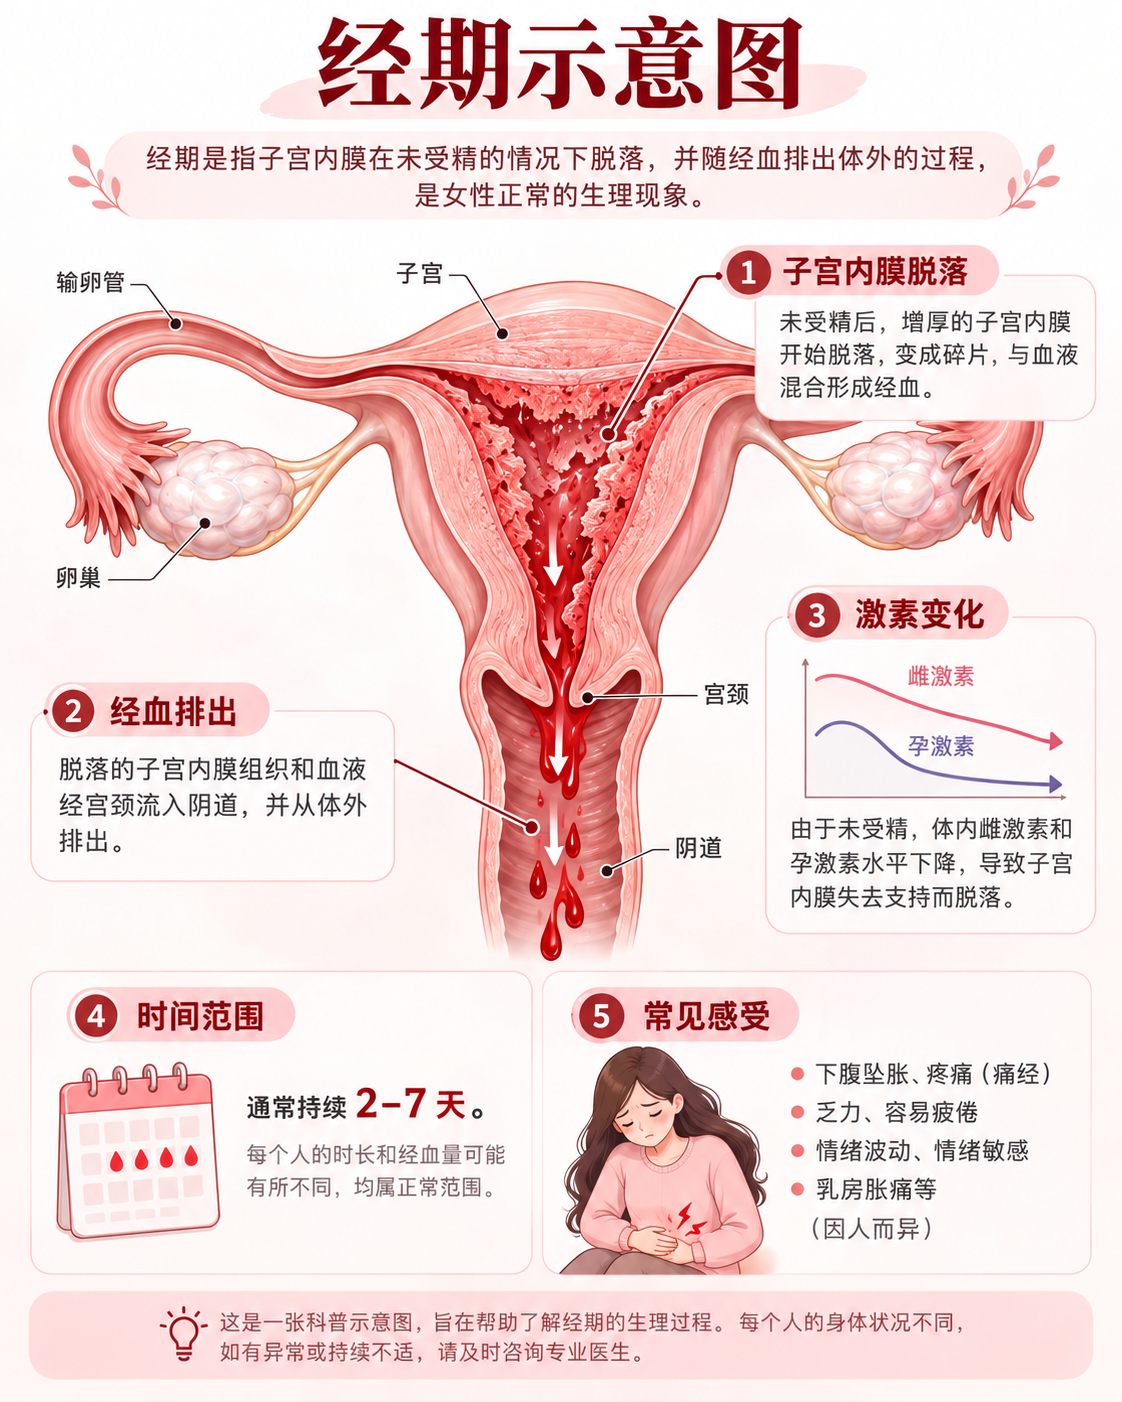 经期示意图
经期是指子宫内膜在未受精的情况下脱落，并随经血排出体外的过程，
是女性正常的生理现象。
输卵管
子宫
卵巢
宫颈
阴道
1 子宫内膜脱落
未受精后，增厚的子宫内膜
开始脱落，变成碎片，与血液
混合形成经血。
2 经血排出
脱落的子宫内膜组织和血液
经宫颈流入阴道，并从体外
排出。
3 激素变化
雌激素
孕激素
由于未受精，体内雌激素和
孕激素水平下降，导致子宫
内膜失去支持而脱落。
4 时间范围
通常持续 2-7 天。
每个人的时长和经血量可能
有所不同，均属正常范围。
5 常见感受
下腹坠胀、疼痛（痛经）
乏力、容易疲倦
情绪波动、情绪敏感
乳房胀痛等
（因人而异）
这是一张科普示意图，旨在帮助了解经期的生理过程。每个人的身体状况不同，
如有异常或持续不适，请及时咨询专业医生。